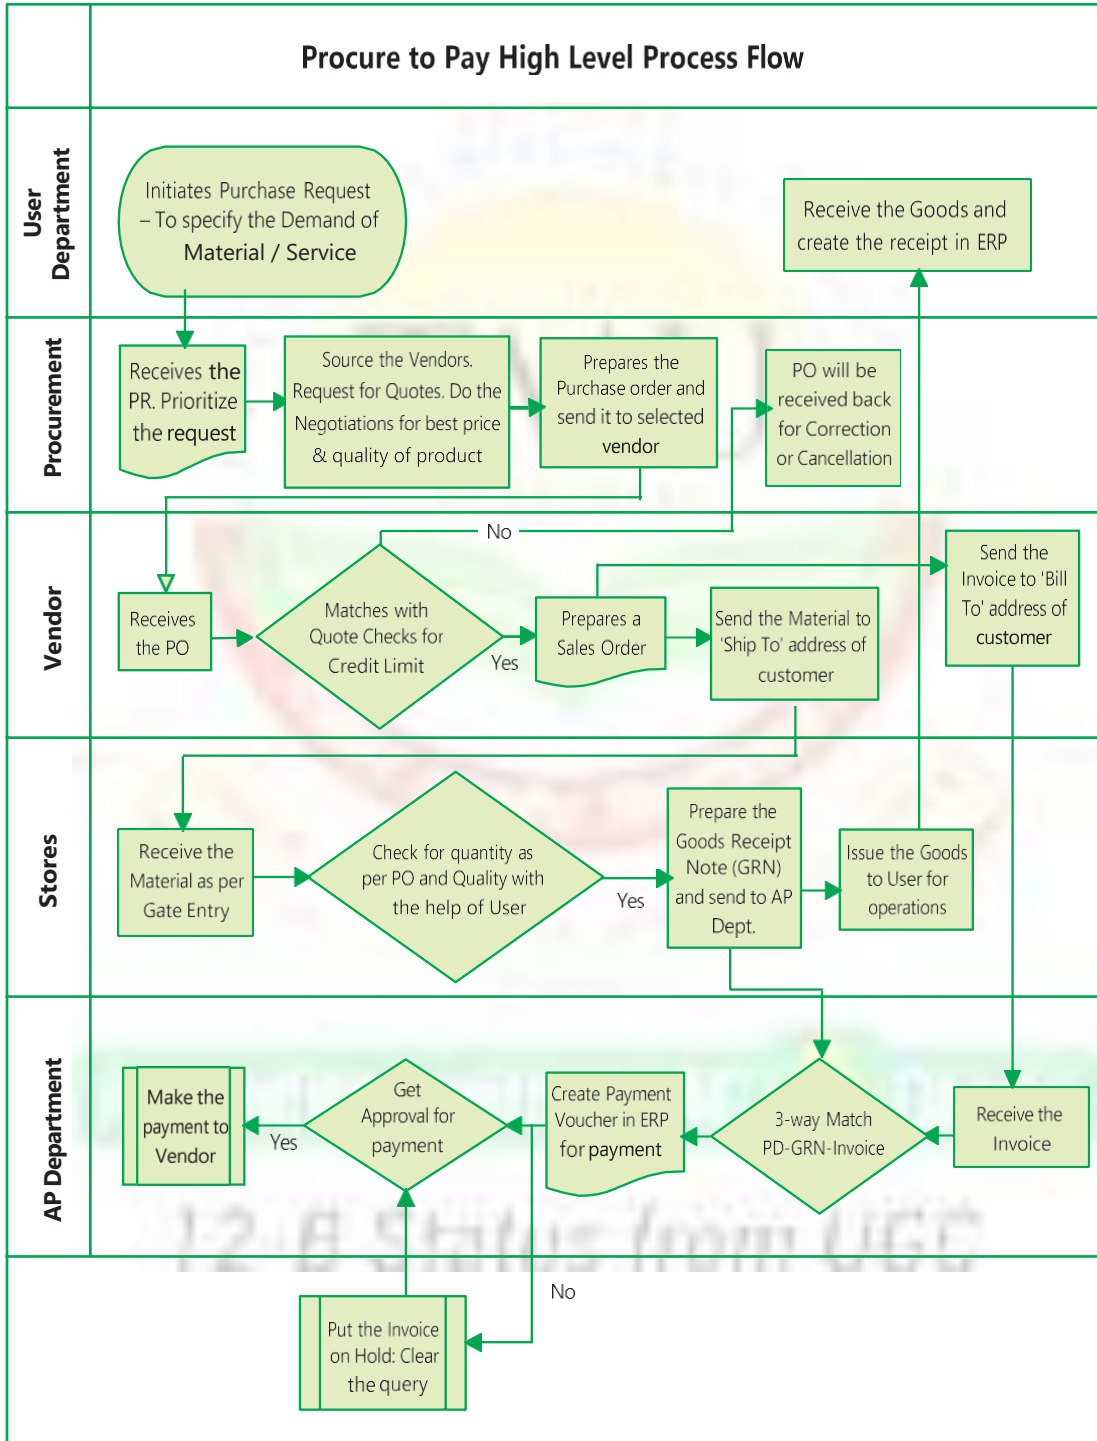 Procure to Pay High Level Process Flow
User
Department
Initiates Purchase Request
– To specify the Demand of
Material / Service
Receive the Goods and
create the receipt in ERP
Procurement
Receives the
PR. Prioritize
the request
Source the Vendors.
Request for Quotes. Do the
Negotiations for best price
& quality of product
Prepares the
Purchase order and
send it to selected
vendor
PO will be
received back
for Correction
or Cancellation
Vendor
Receives
the PO
Matches with
Quote Checks for
Credit Limit
No
Yes
Prepares a
Sales Order
Send the Material to
'Ship To' address of
customer
Send the
Invoice to 'Bill
To' address of
customer
Stores
Receive the
Material as per
Gate Entry
Check for quantity as
per PO and Quality with
the help of User
Yes
Prepare the
Goods Receipt
Note (GRN)
and send to AP
Dept.
Issue the Goods
to User for
operations
AP Department
Make the
payment to
Vendor
Yes
Get
Approval for
payment
Create Payment
Voucher in ERP
for payment
3-way Match
PD-GRN-Invoice
Receive the
Invoice
12-B Status from UGC
No
Put the Invoice
on Hold: Clear
the query